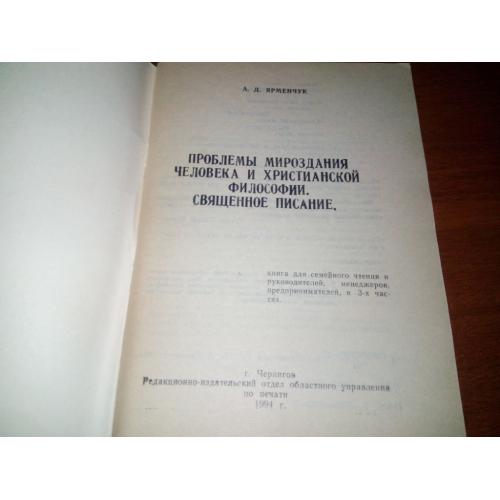 А. Д. ЯРМЕНЧУК
ПРОБЛЕМЫ МИРОЗДАНИЯ
ЧЕЛОВЕКА И ХРИСТИАНСКОЙ
ФИЛОСОФИИ.
СВЯЩЕННОЕ ПИСАНИЕ.
книга для семейного чтения и
руководителей, менеджеров,
предпринимателей, в 3-х час-
тях.
г. Чернигов
Редакционно-издательский отдел областного управления
по печати
1994 г.